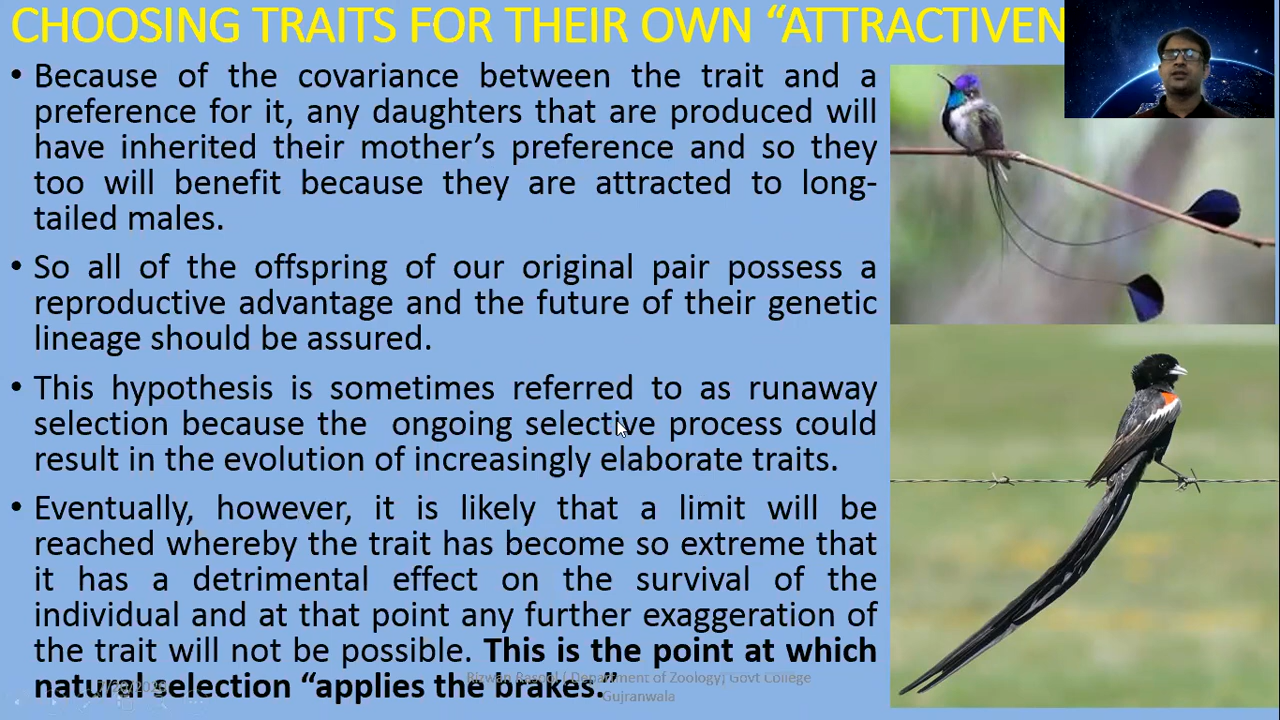 CHOOSING TRAITS FOR THEIR OWN “ATTRACTIVEN
• Because of the covariance between the trait and a
preference for it, any daughters that are produced will
have inherited their mother’s preference and so they
too will benefit because they are attracted to long-
tailed males.
• So all of the offspring of our original pair possess a
reproductive advantage and the future of their genetic
lineage should be assured.
• This hypothesis is sometimes referred to as runaway
selection because the ongoing selective process could
result in the evolution of increasingly elaborate traits.
• Eventually, however, it is likely that a limit will be
reached whereby the trait has become so extreme that
it has a detrimental effect on the survival of the
individual and at that point any further exaggeration of
the trait will not be possible. This is the point at which
natural selection “applies the brakes.”
Rizwan Rasool| Department of Zoology| Govt College
Gujranwala